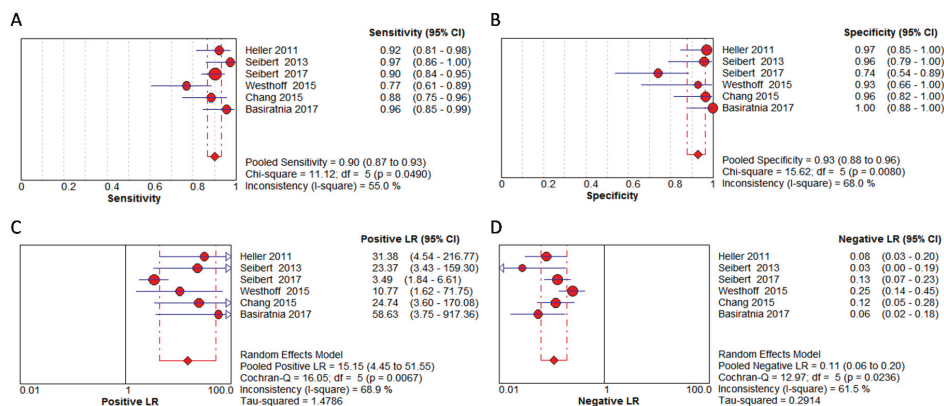 A
Sensitivity (95% CI)
Heller 2011 0.92 (0.81 - 0.98)
Seibert 2013 0.97 (0.86 - 1.00)
Seibert 2017 0.90 (0.84 - 0.95)
Westhoff 2015 0.77 (0.61 - 0.89)
Chang 2015 0.88 (0.75 - 0.96)
Basiratnia 2017 0.96 (0.85 - 0.99)
Pooled Sensitivity = 0.90 (0.87 to 0.93)
Chi-square = 11.12; df = 5 (p = 0.0490)
Inconsistency (I-square) = 55.0 %
0 0.2 0.4 0.6 0.8 1
Sensitivity
B
Specificity (95% CI)
Heller 2011 0.97 (0.85 - 1.00)
Seibert 2013 0.96 (0.79 - 1.00)
Seibert 2017 0.74 (0.54 - 0.89)
Westhoff 2015 0.93 (0.66 - 1.00)
Chang 2015 0.96 (0.82 - 1.00)
Basiratnia 2017 1.00 (0.88 - 1.00)
Pooled Specificity = 0.93 (0.88 to 0.96)
Chi-square = 15.62; df = 5 (p = 0.0080)
Inconsistency (I-square) = 68.0 %
0 0.2 0.4 0.6 0.8 1
Specificity
C
Positive LR (95% CI)
Heller 2011 31.38 (4.54 - 216.77)
Seibert 2013 23.37 (3.43 - 159.30)
Seibert 2017 3.49 (1.84 - 6.61)
Westhoff 2015 10.77 (1.62 - 71.75)
Chang 2015 24.74 (3.60 - 170.08)
Basiratnia 2017 58.63 (3.75 - 917.36)
Random Effects Model
Pooled Positive LR = 15.15 (4.45 to 51.55)
Cochran-Q = 16.05; df = 5 (p = 0.0067)
Inconsistency (I-square) = 68.9 %
Tau-squared = 1.4786
0.01 1 100.0
Positive LR
D
Negative LR (95% CI)
Heller 2011 0.08 (0.03 - 0.20)
Seibert 2013 0.03 (0.00 - 0.19)
Seibert 2017 0.13 (0.07 - 0.23)
Westhoff 2015 0.25 (0.14 - 0.45)
Chang 2015 0.12 (0.05 - 0.28)
Basiratnia 2017 0.06 (0.02 - 0.18)
Random Effects Model
Pooled Negative LR = 0.11 (0.06 to 0.20)
Cochran-Q = 12.97; df = 5 (p = 0.0236)
Inconsistency (I-square) = 61.5 %
Tau-squared = 0.2914
0.01 1 100.0
Negative LR